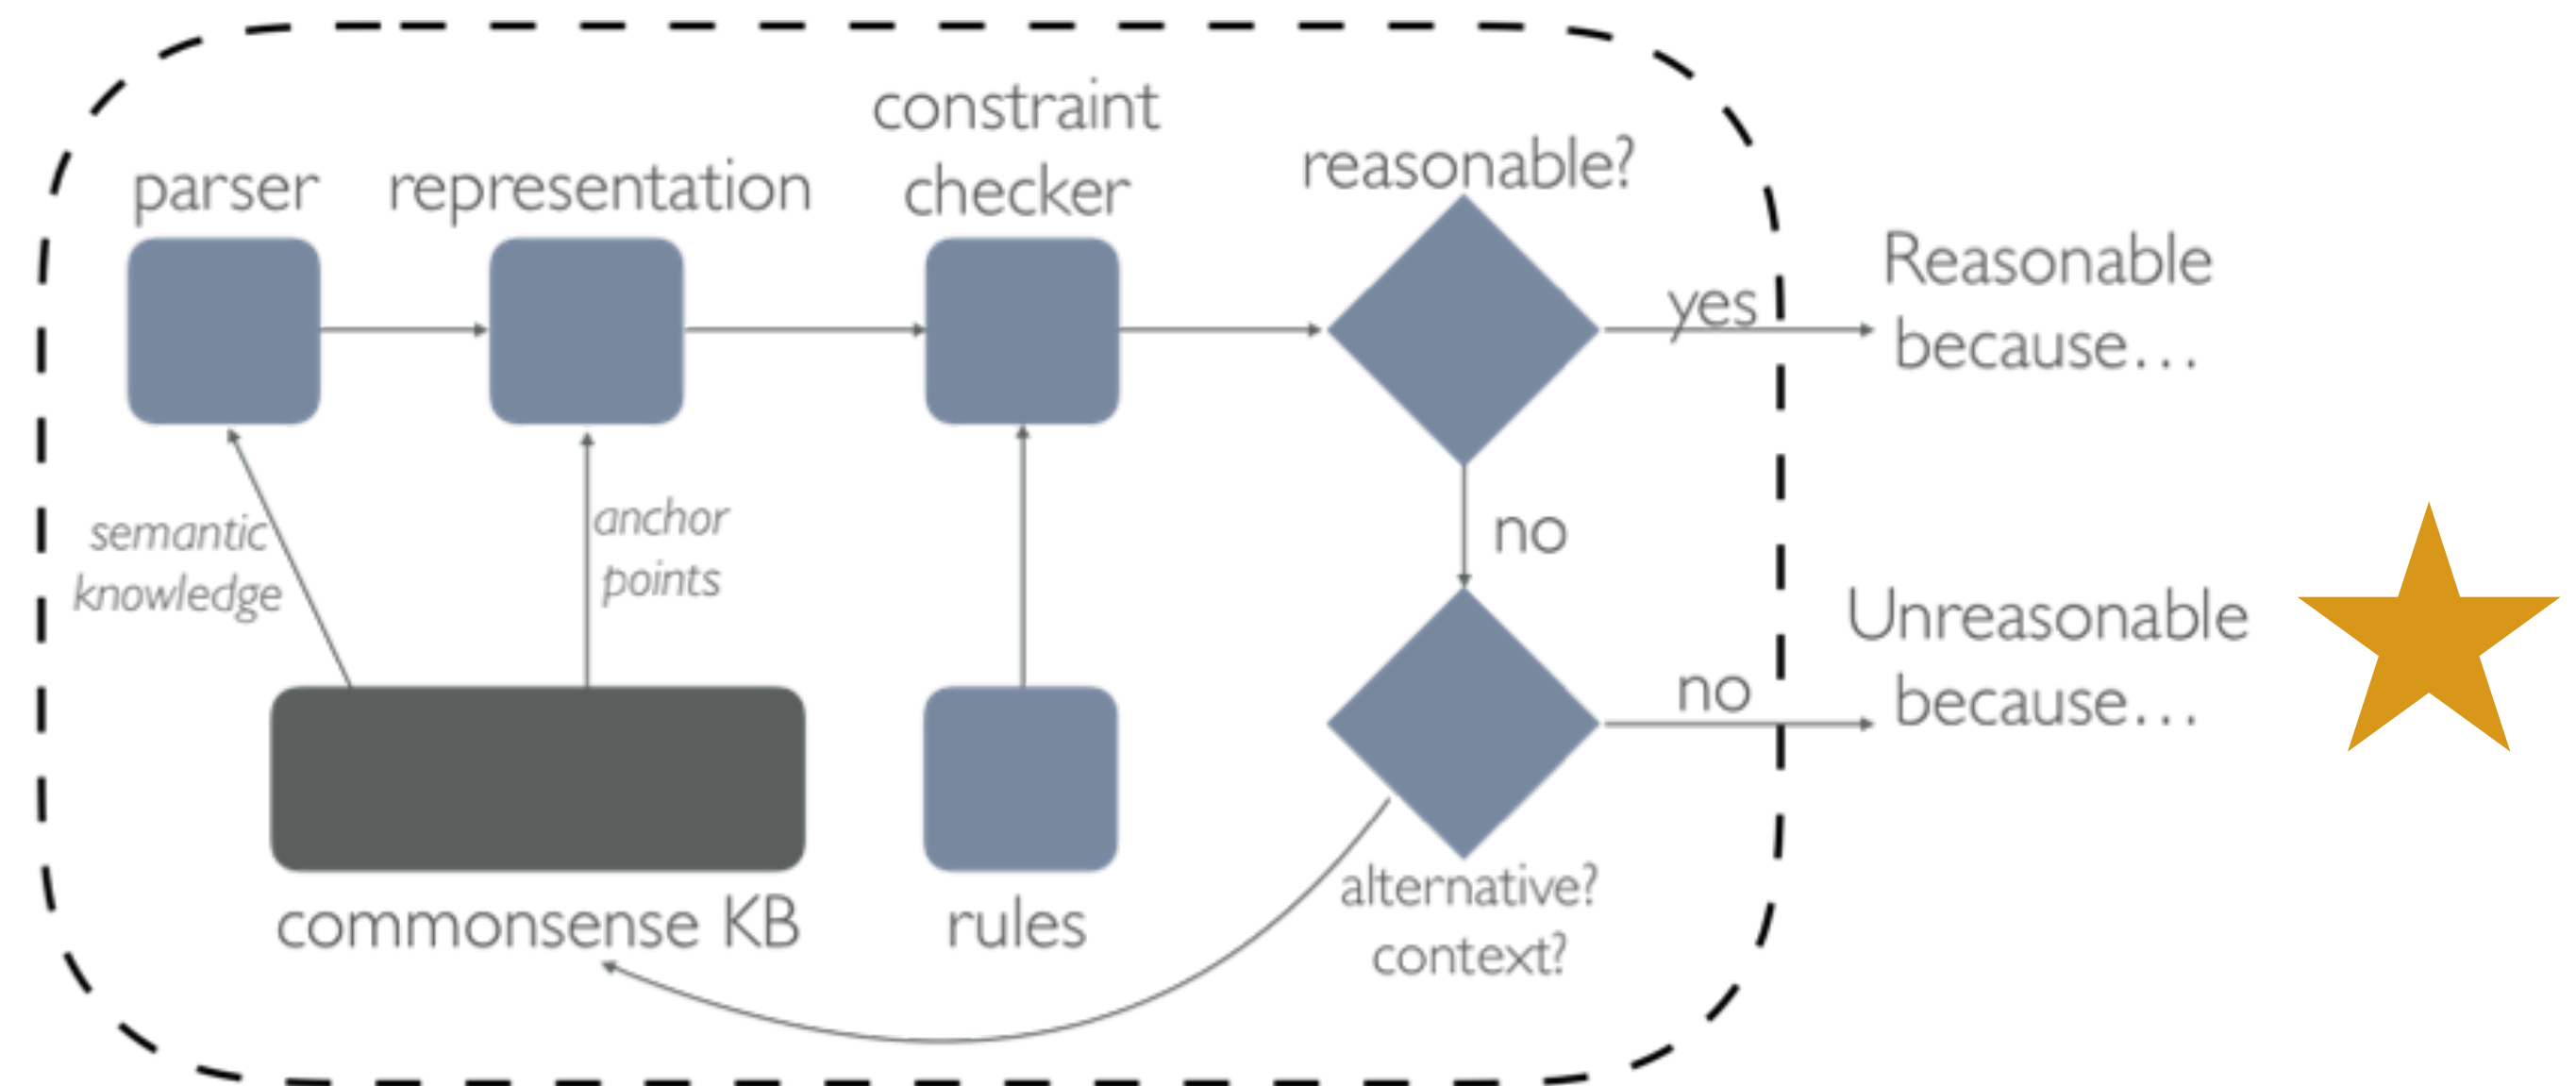 parser
representation
constraint
checker
reasonable?
yes
Reasonable
because...
semantic
knowledge
anchor
points
no
Unreasonable
because...
no
commonsense KB
rules
alternative?
context?